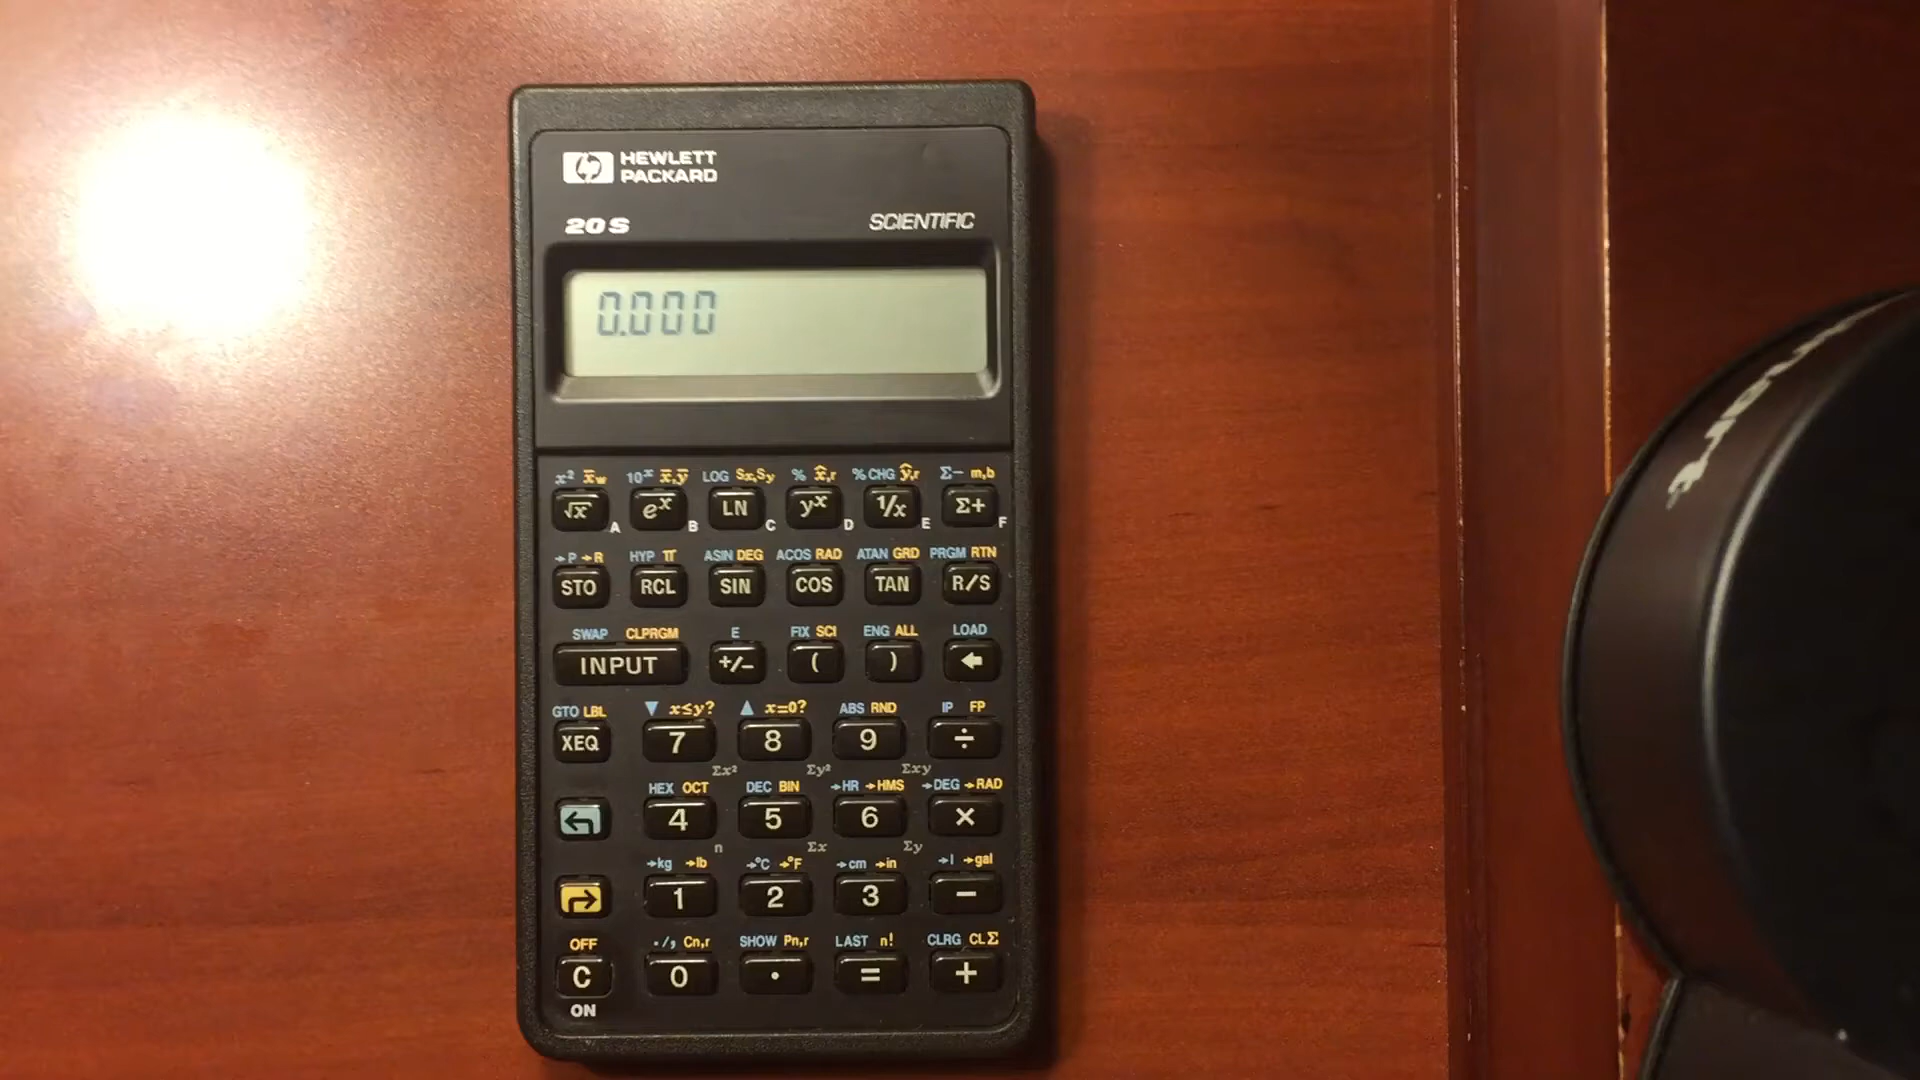 hp HEWLETT
PACKARD
20S SCIENTIFIC
0.000
x² x̄w 10ˣ x̄,ȳ LOG Sx,Sy % x̂,r %CHG ŷ,r Σ− m,b
√x A eˣ B LN C yˣ D 1/x E Σ+ F
→P →R HYP π ASIN DEG ACOS RAD ATAN GRD PRGM RTN
STO RCL SIN COS TAN R/S
SWAP CLPRGM E FIX SCI ENG ALL LOAD
INPUT +/− ( ) ←
GTO LBL ▼ x≤y? ▲ x=0? ABS RND IP FP
XEQ 7 8 9 ÷
Σx² Σy² Σxy
HEX OCT DEC BIN →HR →HMS →DEG →RAD
4 5 6 ×
n Σx Σy
→kg →lb →°C →°F →cm →in →l →gal
1 2 3 −
OFF ./, Cn,r SHOW Pn,r LAST n! CLRG CLΣ
C 0 · = +
ON